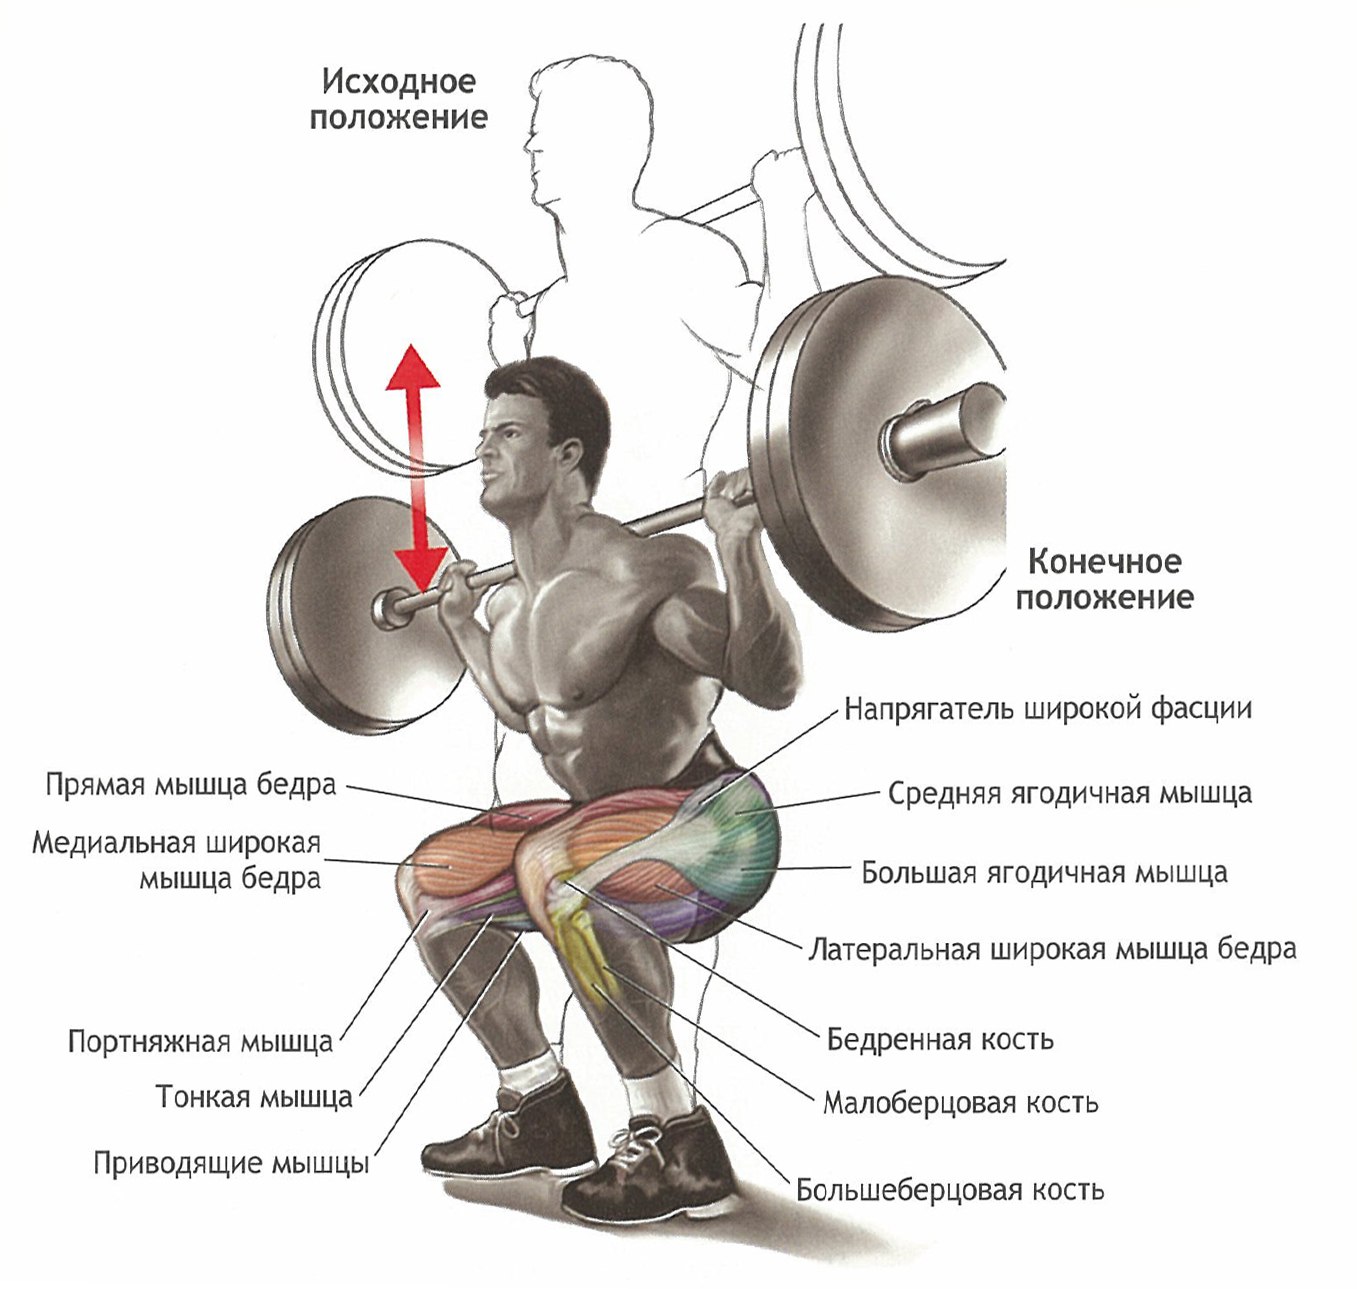 Исходное
положение
Конечное
положение
Напрягатель широкой фасции
Прямая мышца бедра
Средняя ягодичная мышца
Медиальная широкая
мышца бедра
Большая ягодичная мышца
Латеральная широкая мышца бедра
Портняжная мышца
Бедренная кость
Тонкая мышца
Малоберцовая кость
Приводящие мышцы
Большеберцовая кость